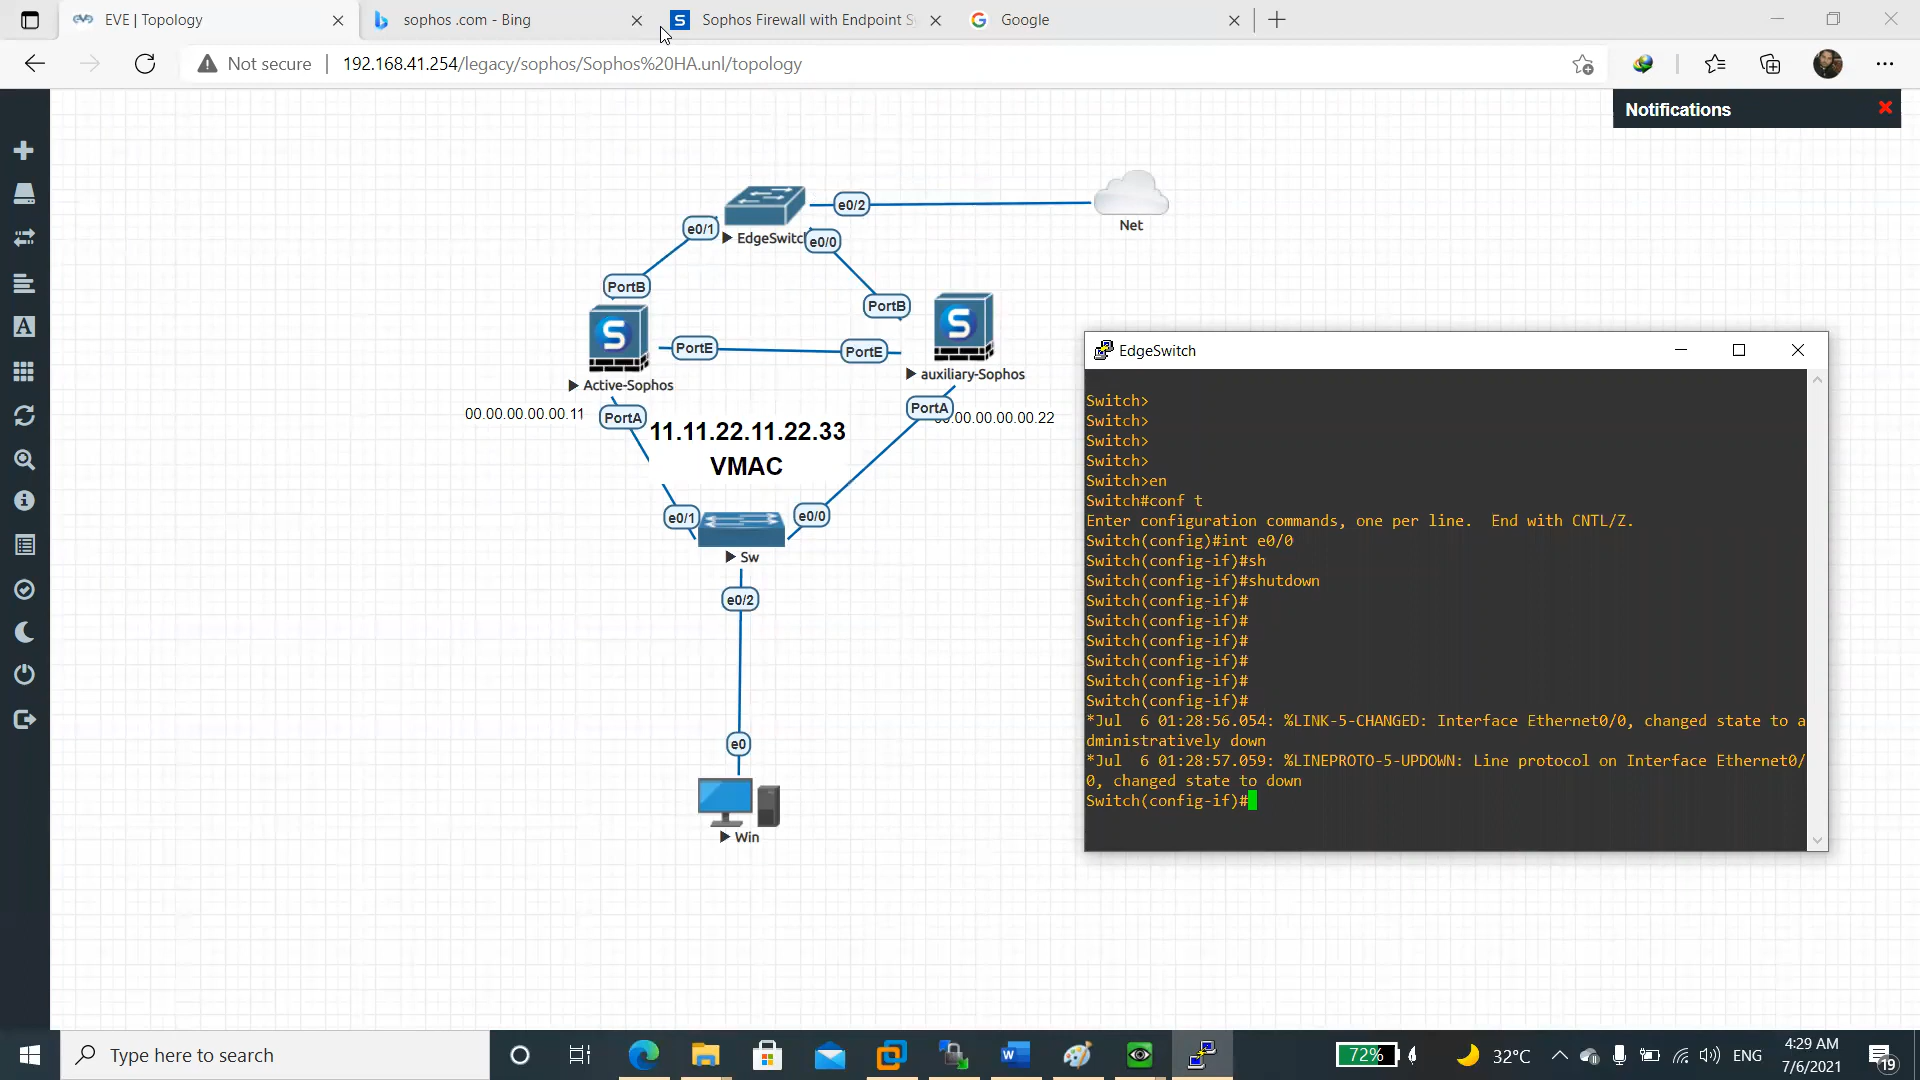 EVE | Topology
sophos .com - Bing
Sophos Firewall with Endpoint S
Google
Not secure
192.168.41.254/legacy/sophos/Sophos%20HA.unl/topology
Notifications
e0/2
Net
e0/1
EdgeSwitc
e0/0
PortB
PortB
PortE
PortE
Active-Sophos
auxiliary-Sophos
00.00.00.00.00.11
PortA
PortA
00.00.00.00.22
11.11.22.11.22.33
VMAC
e0/1
e0/0
Sw
e0/2
e0
Win
EdgeSwitch
Switch>
Switch>
Switch>
Switch>
Switch>en
Switch#conf t
Enter configuration commands, one per line.  End with CNTL/Z.
Switch(config)#int e0/0
Switch(config-if)#sh
Switch(config-if)#shutdown
Switch(config-if)#
Switch(config-if)#
Switch(config-if)#
Switch(config-if)#
Switch(config-if)#
Switch(config-if)#
*Jul  6 01:28:56.054: %LINK-5-CHANGED: Interface Ethernet0/0, changed state to a
dministratively down
*Jul  6 01:28:57.059: %LINEPROTO-5-UPDOWN: Line protocol on Interface Ethernet0/
0, changed state to down
Switch(config-if)#
Type here to search
72%
32°C
ENG
4:29 AM
7/6/2021
19